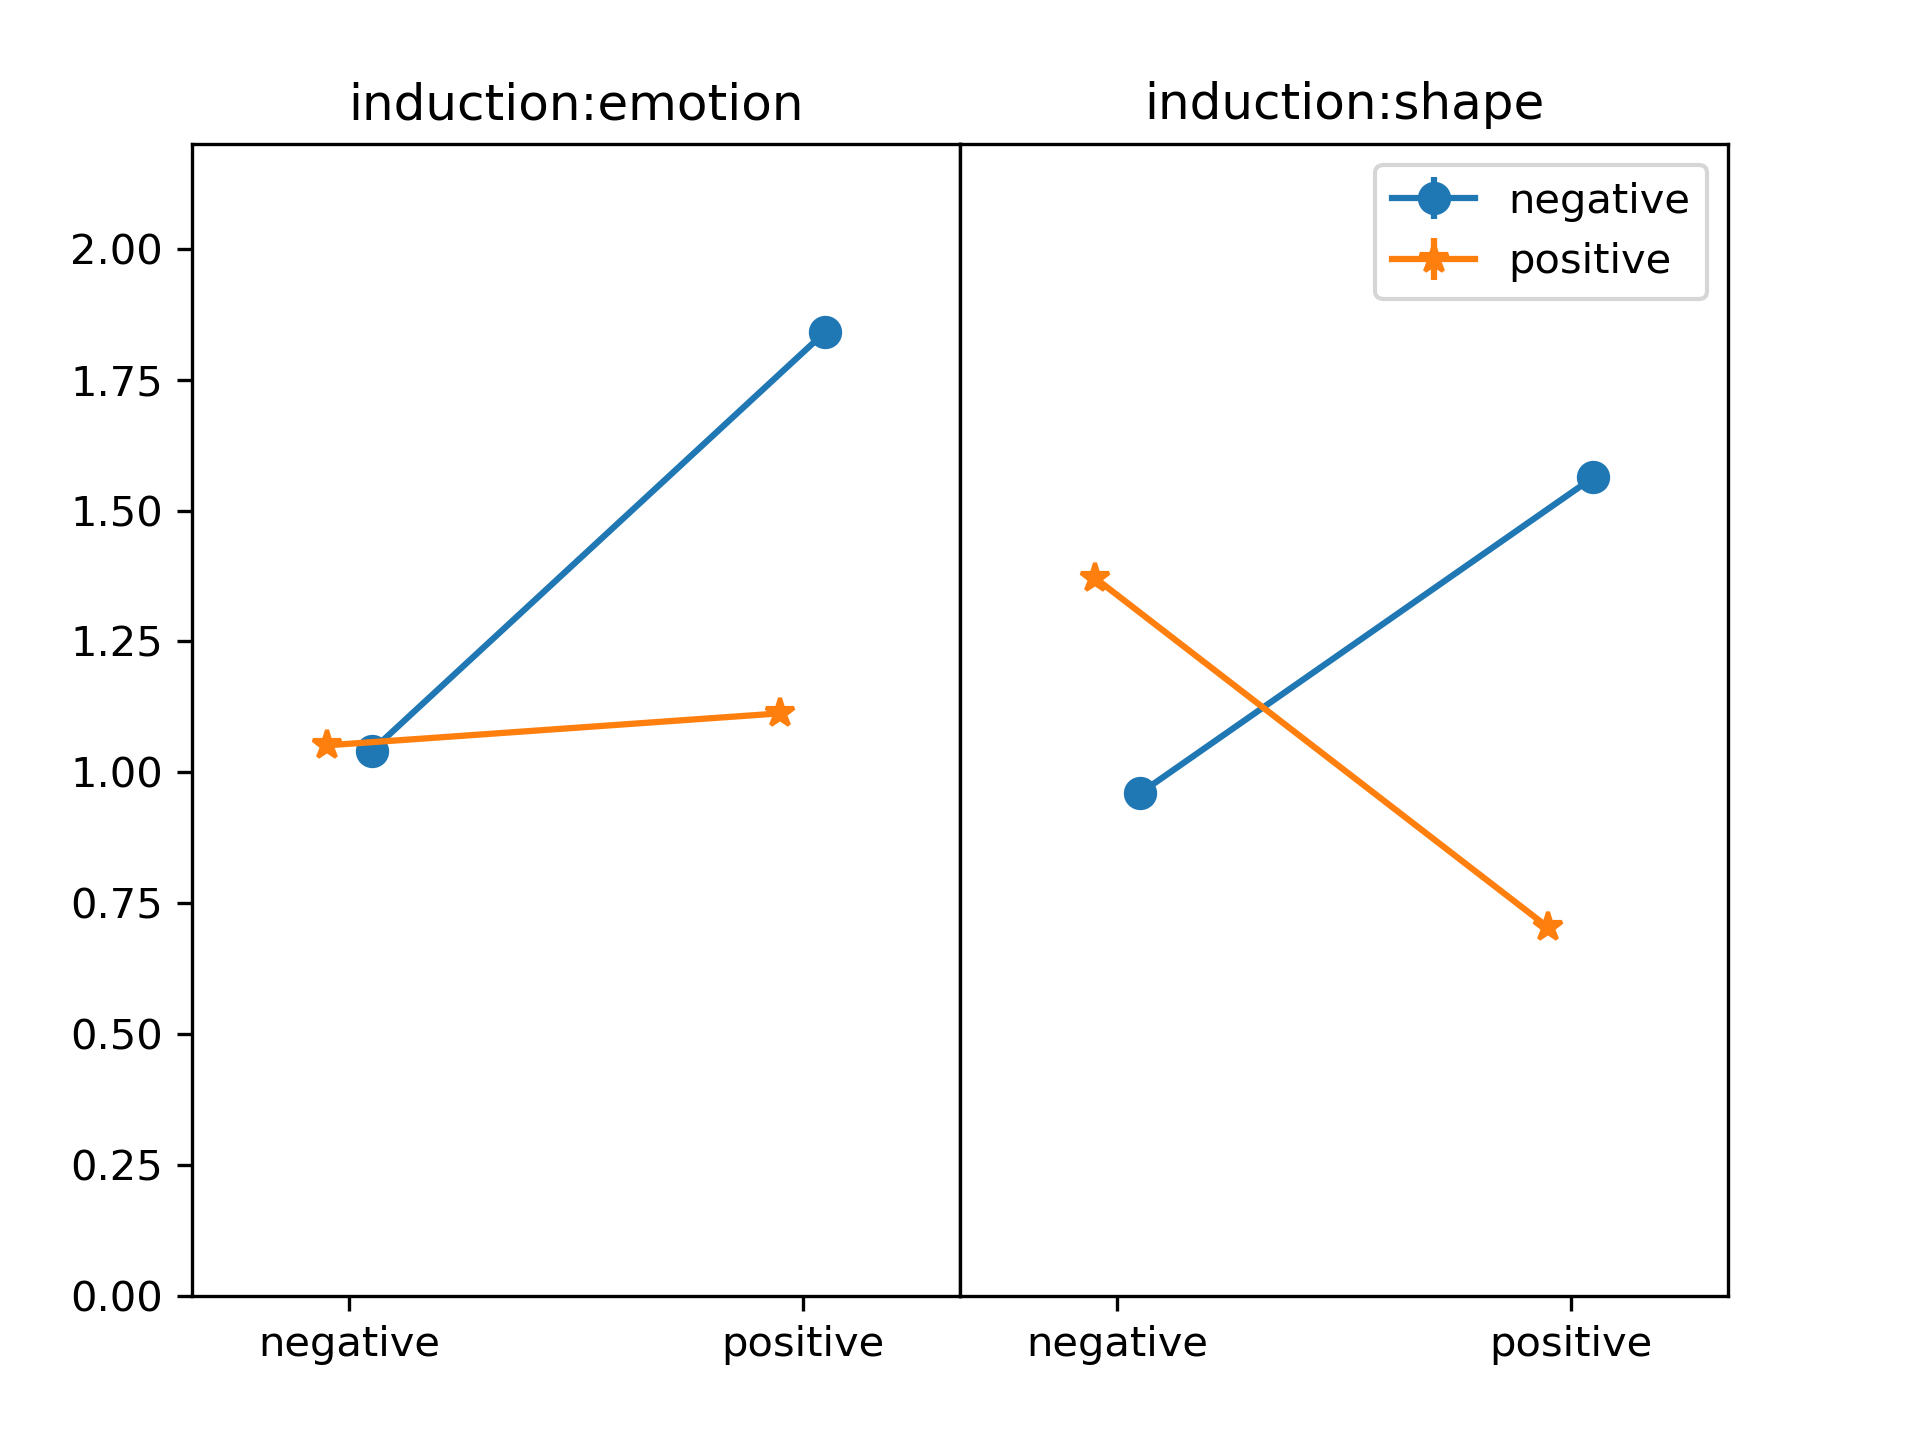 induction:emotion
induction:shape
negative
positive
2.00
1.75
1.50
1.25
1.00
0.75
0.50
0.25
0.00
negative
positive
negative
positive